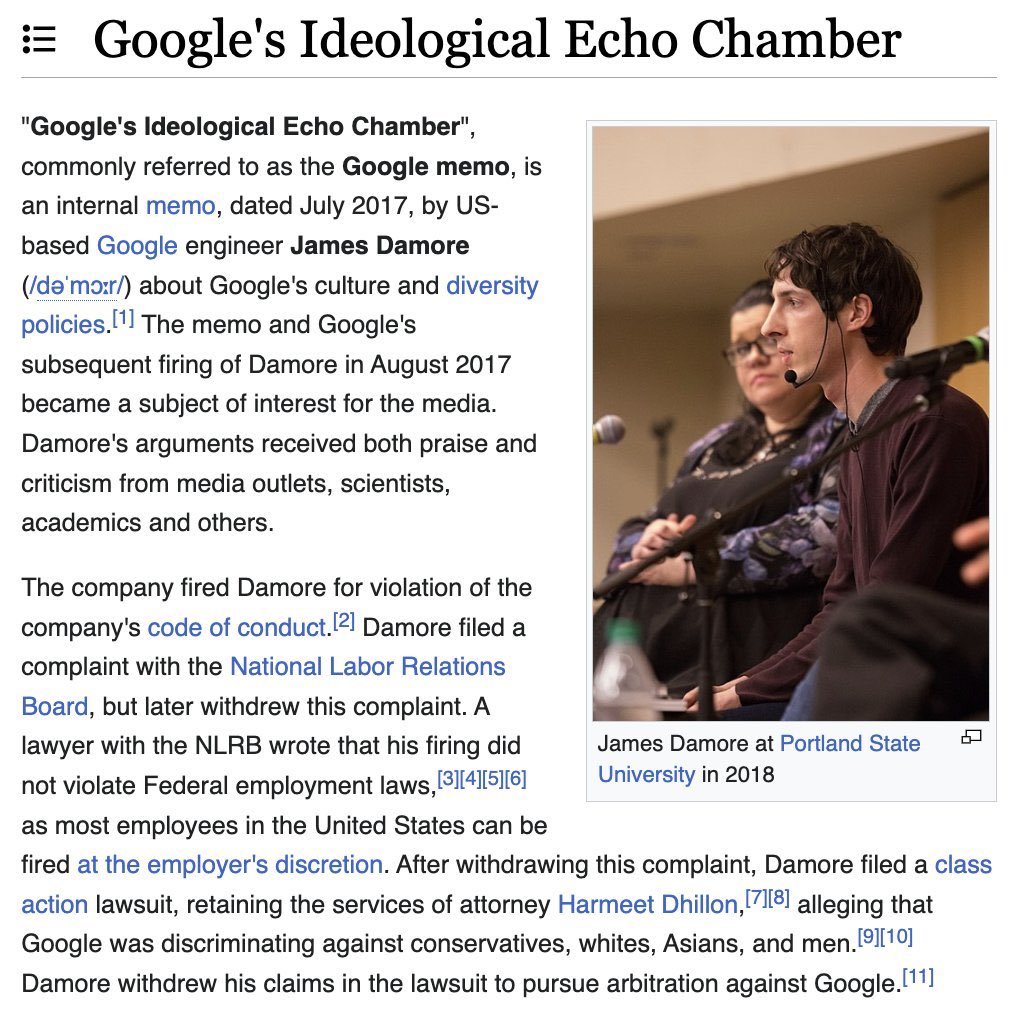 Google's Ideological Echo Chamber
"Google's Ideological Echo Chamber",
commonly referred to as the Google memo, is
an internal memo, dated July 2017, by US-
based Google engineer James Damore
(/dəˈmɔːr/) about Google's culture and diversity
policies.[1] The memo and Google's
subsequent firing of Damore in August 2017
became a subject of interest for the media.
Damore's arguments received both praise and
criticism from media outlets, scientists,
academics and others.
The company fired Damore for violation of the
company's code of conduct.[2] Damore filed a
complaint with the National Labor Relations
Board, but later withdrew this complaint. A
lawyer with the NLRB wrote that his firing did
not violate Federal employment laws,[3][4][5][6]
as most employees in the United States can be
fired at the employer's discretion. After withdrawing this complaint, Damore filed a class
action lawsuit, retaining the services of attorney Harmeet Dhillon,[7][8] alleging that
Google was discriminating against conservatives, whites, Asians, and men.[9][10]
Damore withdrew his claims in the lawsuit to pursue arbitration against Google.[11]
James Damore at Portland State
University in 2018